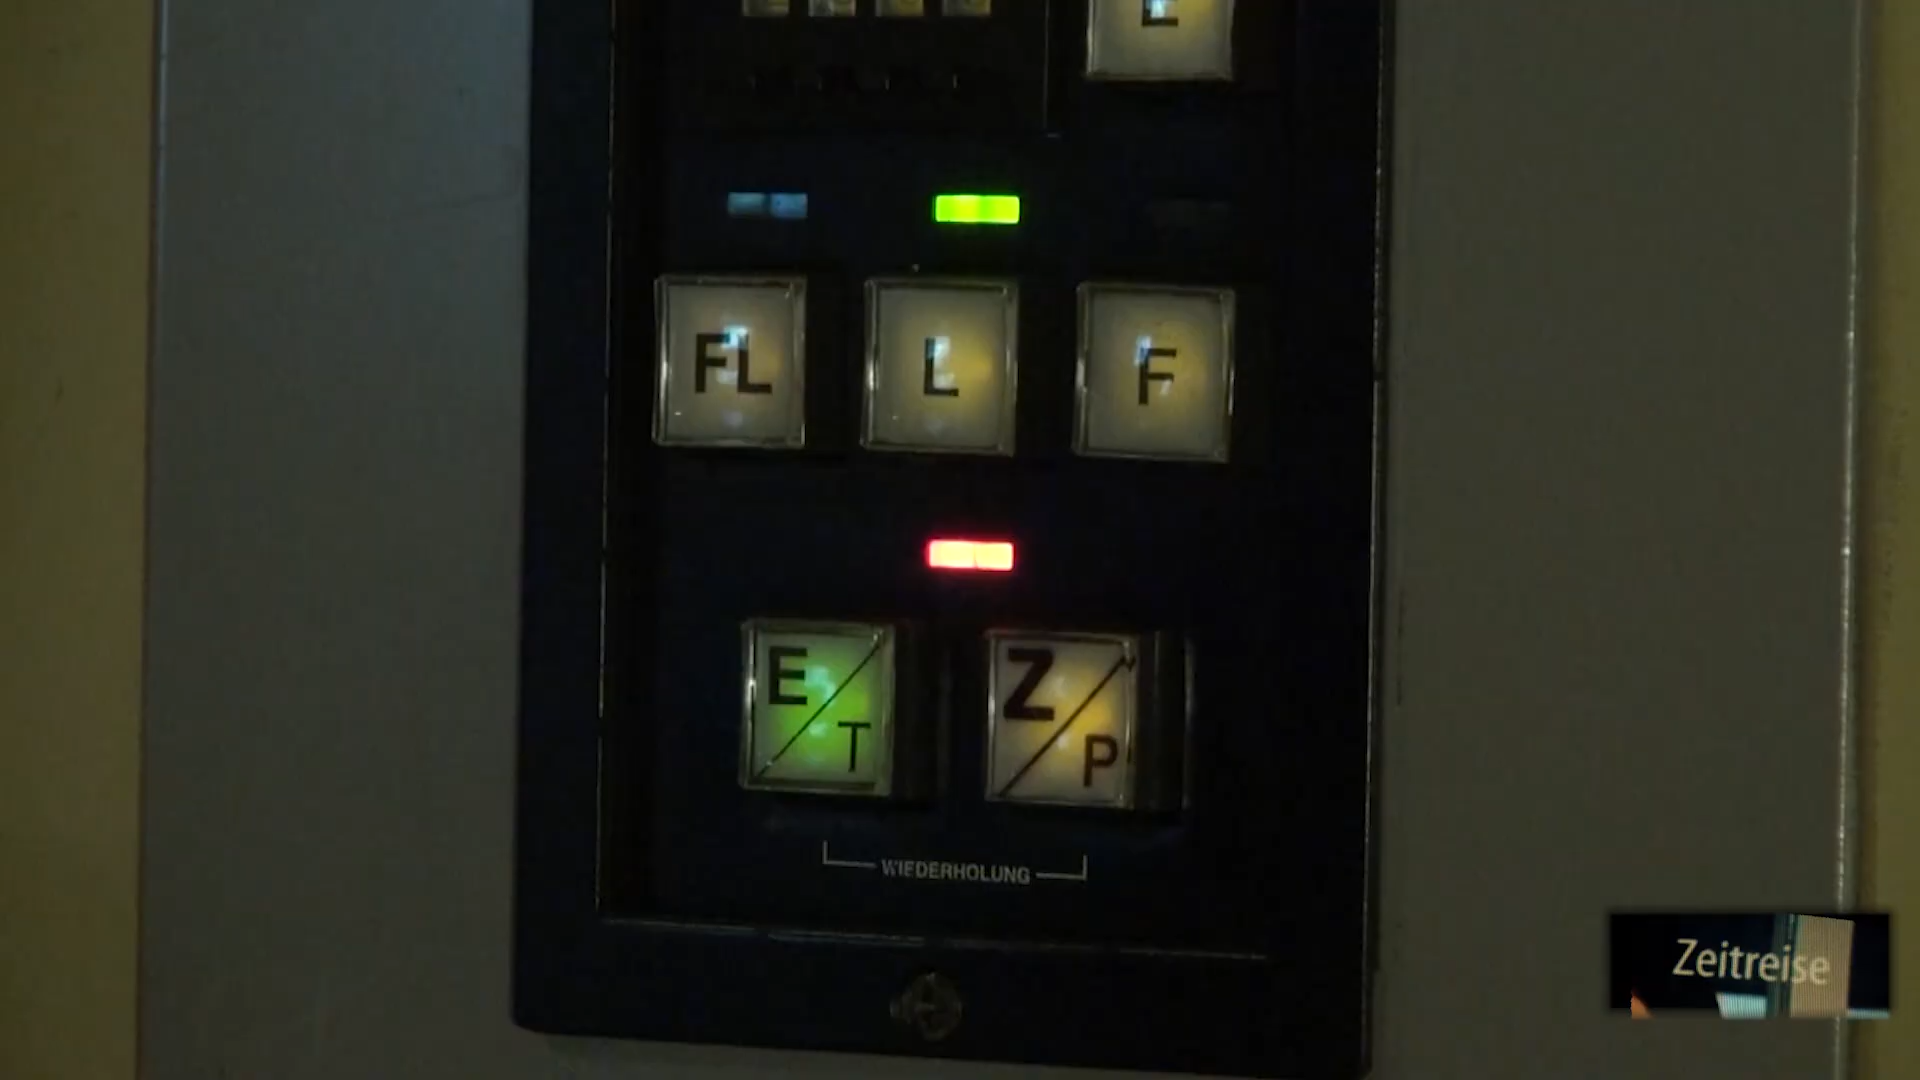 E
FL L F
E/T Z/P
WIEDERHOLUNG
Zeitreise